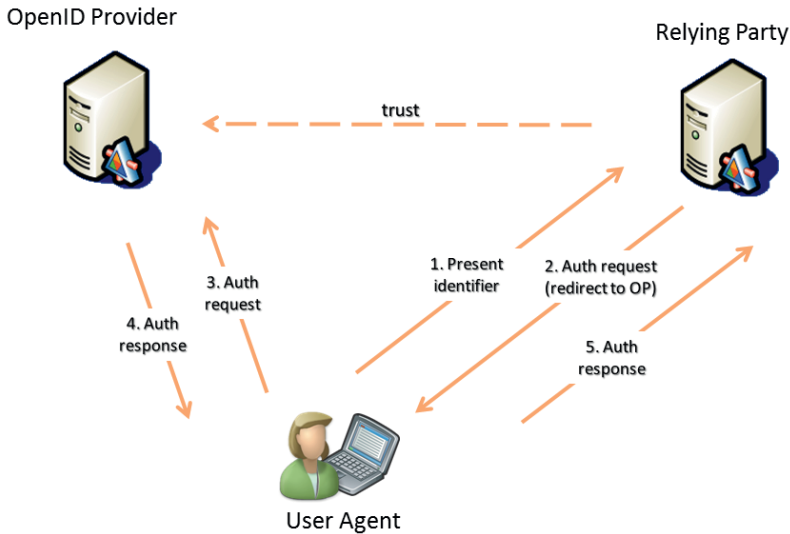 OpenID Provider
Relying Party
trust
1. Present
identifier
2. Auth request
(redirect to OP)
3. Auth
request
4. Auth
response
5. Auth
response
User Agent